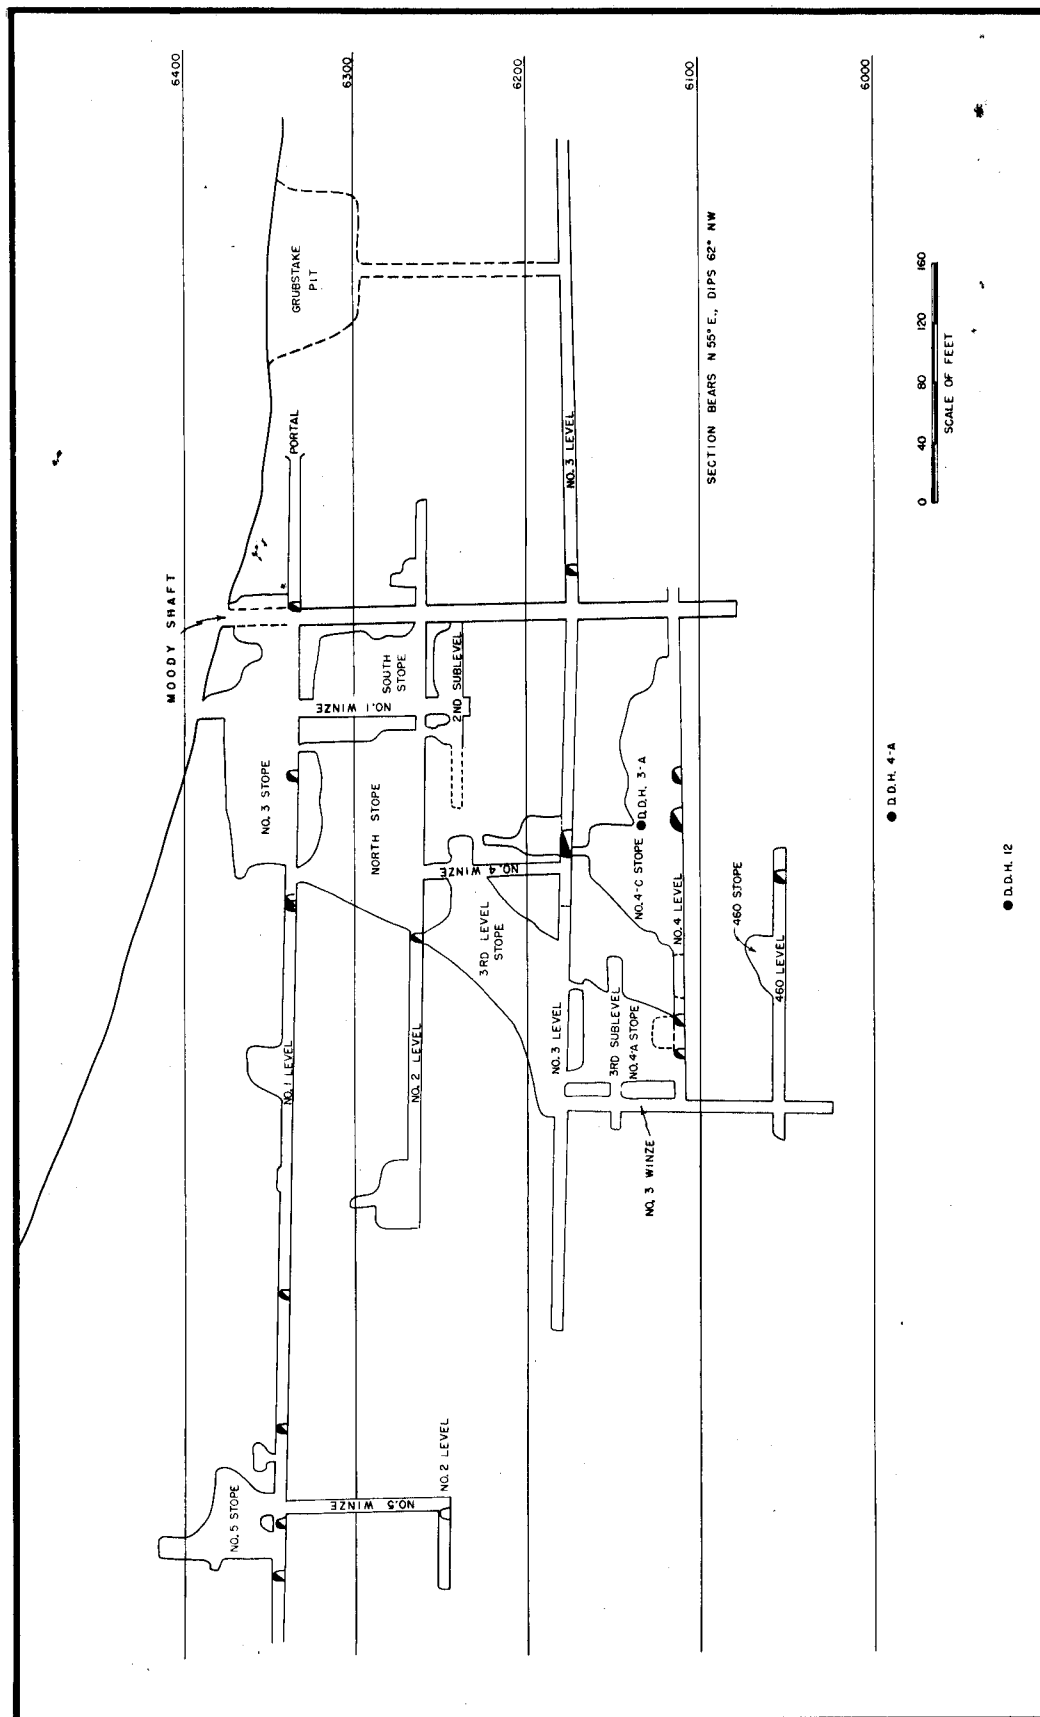 6400
6300
6200
6100
6000
GRUBSTAKE
PIT
PORTAL
MOODY SHAFT
NO. 3 LEVEL
SECTION BEARS N 55° E., DIPS 62° NW
0 40 80 120 160
SCALE OF FEET
SOUTH
STOPE
NO. 1 WINZE
2ND SUBLEVEL
NO. 3 STOPE
NORTH STOPE
NO. 4 WINZE
3RD LEVEL
STOPE
D.D.H. 3-A
NO. 4-C STOPE
NO. 4 LEVEL
D.D.H. 4-A
D.D.H. 12
460 STOPE
460 LEVEL
NO. 1 LEVEL
NO. 2 LEVEL
NO. 3 LEVEL
3RD SUBLEVEL
NO. 4-A STOPE
NO. 3 WINZE
NO. 5 STOPE
NO. 5 WINZE
NO. 2 LEVEL